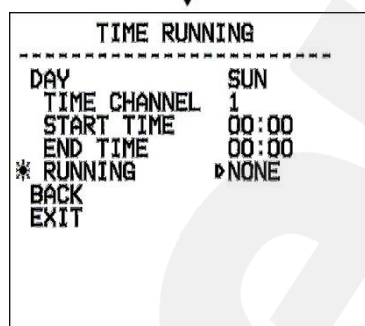 TIME RUNNING
DAY SUN
TIME CHANNEL 1
START TIME 00:00
END TIME 00:00
RUNNING NONE
BACK
EXIT